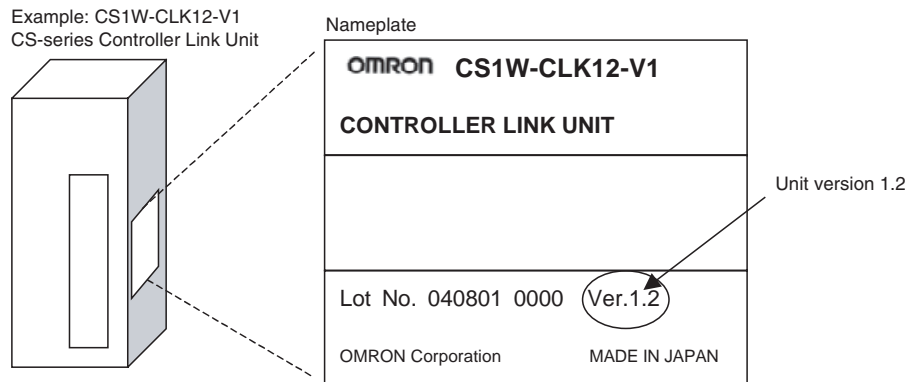 Example: CS1W-CLK12-V1
CS-series Controller Link Unit
Nameplate
OMRON CS1W-CLK12-V1
CONTROLLER LINK UNIT
Unit version 1.2
Lot No. 040801 0000 Ver.1.2
OMRON Corporation MADE IN JAPAN